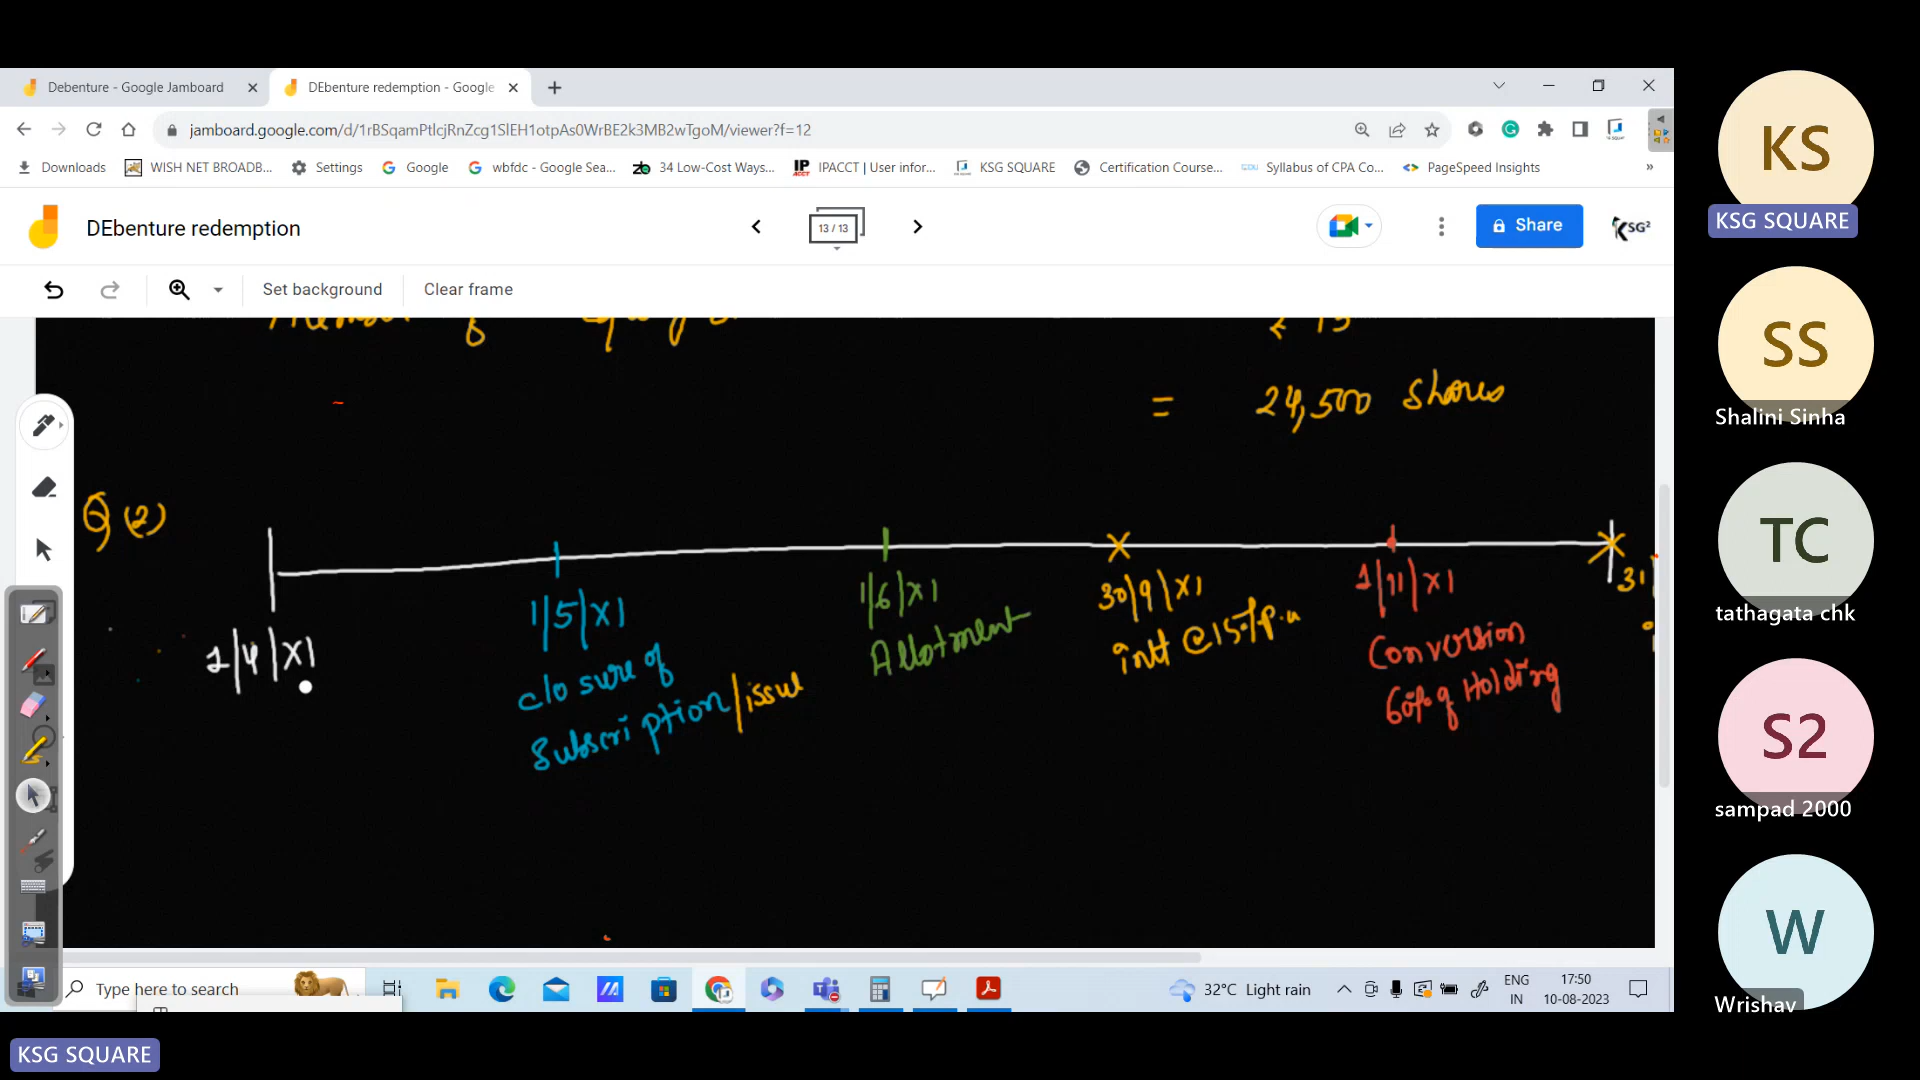 Debenture - Google Jamboard
DEbenture redemption - Google
jamboard.google.com/d/1rBSqamPtlcjRnZcg1SlEH1otpAs0WrBE2k3MB2wTgoM/viewer?f=12
Downloads
WISH NET BROADB...
Settings
Google
wbfdc - Google Sea...
34 Low-Cost Ways...
IPACCT | User infor...
KSG SQUARE
Certification Course...
Syllabus of CPA Co...
PageSpeed Insights
»
DEbenture redemption
13 / 13
Share
KSG²
Set background
Clear frame
= 24,500 Shares
Q (2)
1/4/X1
1/5/X1
closure of
Subscription/issue
1/6/X1
Allotment
30/9/X1
intt @15%p.a
1/11/X1
Conversion
60% of Holding
31/
Type here to search
32°C Light rain
ENG
IN
17:50
10-08-2023
KS
KSG SQUARE
SS
Shalini Sinha
TC
tathagata chk
S2
sampad 2000
W
Wrishav
KSG SQUARE